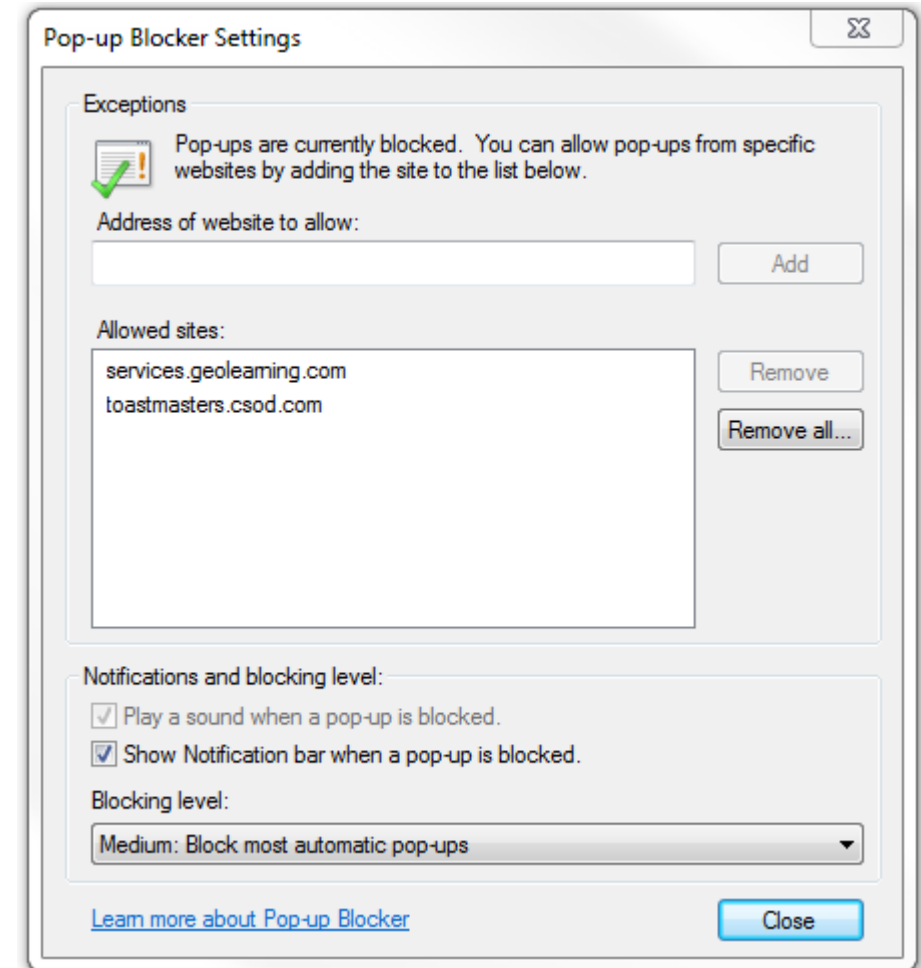 Pop-up Blocker Settings
Exceptions
Pop-ups are currently blocked. You can allow pop-ups from specific
websites by adding the site to the list below.
Address of website to allow:
Add
Allowed sites:
services.geolearning.com
toastmasters.csod.com
Remove
Remove all...
Notifications and blocking level:
Play a sound when a pop-up is blocked.
Show Notification bar when a pop-up is blocked.
Blocking level:
Medium: Block most automatic pop-ups
Learn more about Pop-up Blocker
Close